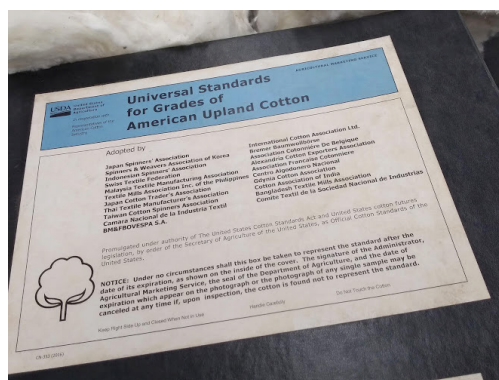 USDA
United States
Department of
Agriculture
Universal Standards
for Grades of
American Upland Cotton
AGRICULTURAL MARKETING SERVICE
Adopted by
Japan Spinners' Association
Spinners & Weavers Association of Korea
Indonesian Spinners' Association
Swiss Textile Federation
Malaysia Textile Manufacturing Association
Textile Mills Association Inc. of the Philippines
Japan Cotton Trader's Association
Thai Textile Manufacturer's Association
Taiwan Cotton Spinners Association
Camara Nacional de lo Industria Textil
BM&FBOVESPA S.A.
International Cotton Association Ltd.
Bremer Baumwollbörse
Association Cotonniere De Belgique
Alexandria Cotton Exporters Association
Association Francaise Cotonniere
Centro Algodonero Nacional
Gdynia Cotton Association
Cotton Association of India
Bangladesh Textile Mills Association
Comite Textil de la Sociedad Nacional de Industrias
Promulgated under authority of The United States Cotton Standards Act and United States cotton futures
legislation, by order of the Secretary of Agriculture of the United States, as Official Cotton Standards of the
United States.
NOTICE: Under no circumstances shall this box be taken to represent the standard after the
date of its expiration, as shown on the inside of the cover. The signature of the Administrator,
Agricultural Marketing Service, the seal of the Department of Agriculture, and the date of
expiration which appear on the photograph or the photograph of any single sample may be
canceled at any time if, upon inspection, the cotton is found not to represent the standard.
Keep Right Side Up and Closed When Not in Use
Handle Carefully
Do Not Touch the Cotton